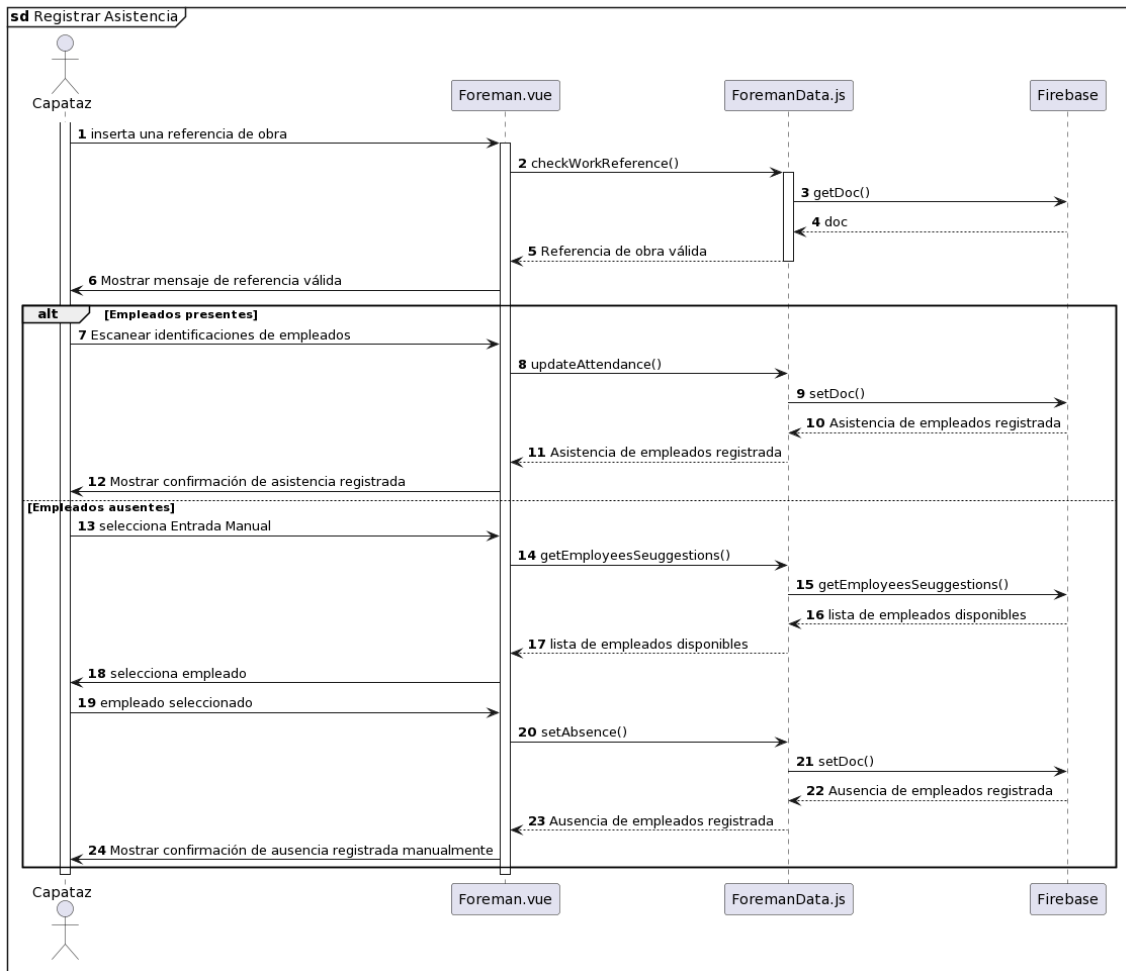 sd Registrar Asistencia
Capataz
Foreman.vue
ForemanData.js
Firebase
1 inserta una referencia de obra
2 checkWorkReference()
3 getDoc()
4 doc
5 Referencia de obra válida
6 Mostrar mensaje de referencia válida
alt [Empleados presentes]
7 Escanear identificaciones de empleados
8 updateAttendance()
9 setDoc()
10 Asistencia de empleados registrada
11 Asistencia de empleados registrada
12 Mostrar confirmación de asistencia registrada
[Empleados ausentes]
13 selecciona Entrada Manual
14 getEmployeesSeuggestions()
15 getEmployeesSeuggestions()
16 lista de empleados disponibles
17 lista de empleados disponibles
18 selecciona empleado
19 empleado seleccionado
20 setAbsence()
21 setDoc()
22 Ausencia de empleados registrada
23 Ausencia de empleados registrada
24 Mostrar confirmación de ausencia registrada manualmente
Capataz
Foreman.vue
ForemanData.js
Firebase